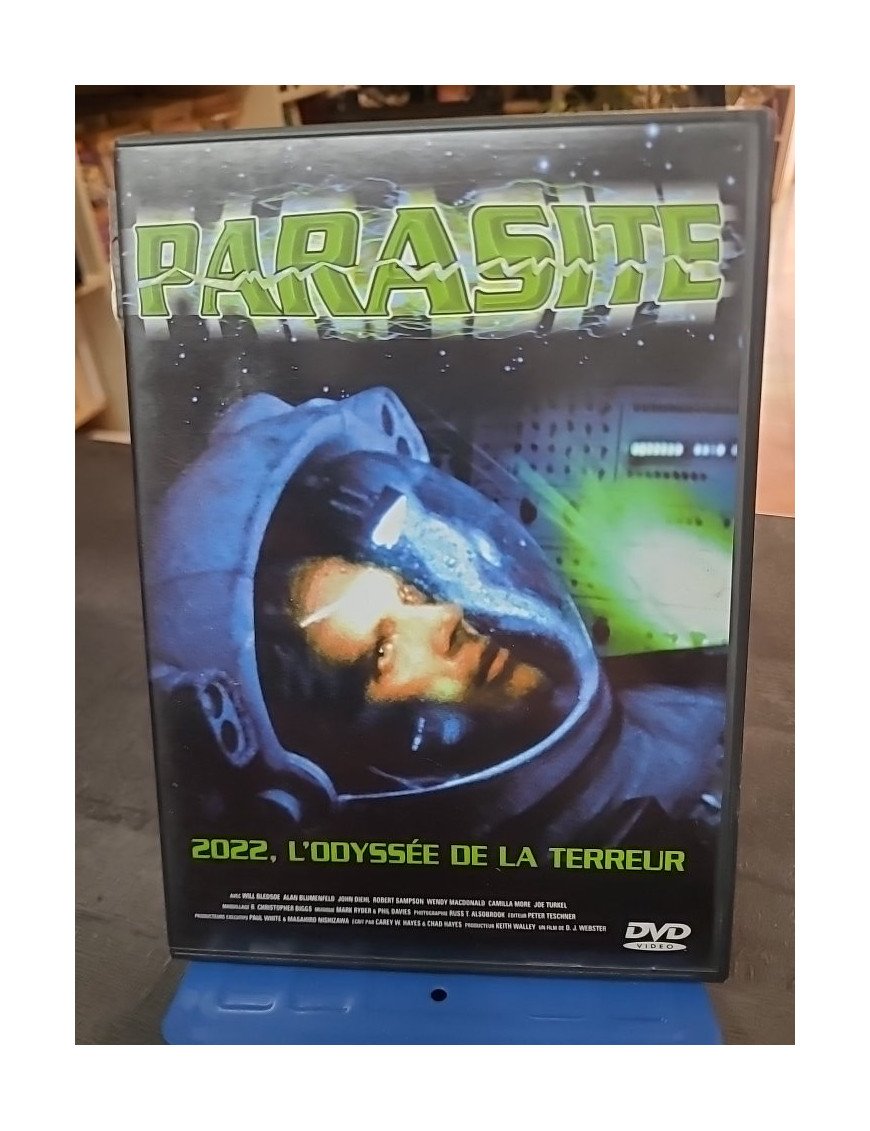 PARASITE
2022, L'ODYSSÉE DE LA TERREUR
AVEC WILL BLEDSOE ALAN BLUMENFELD JOHN DIEHL ROBERT SAMPSON WENDY MACDONALD CAMILLA MORE JOE TURKEL
MAQUILLAGE R. CHRISTOPHER BIGGS MUSIQUE MARK RYDER & PHIL DAVIES PHOTOGRAPHIE RUSS T. ALSOBROOK EDITEUR PETER TESCHNER
PRODUCTEURS EXECUTIFS PAUL WHITE & MASAHIRO NISHIZAWA ECRIT PAR CAREY W. HAYES & CHAD HAYES PRODUCTEUR KEITH WALLEY UN FILM DE D. J. WEBSTER
DVD
VIDEO